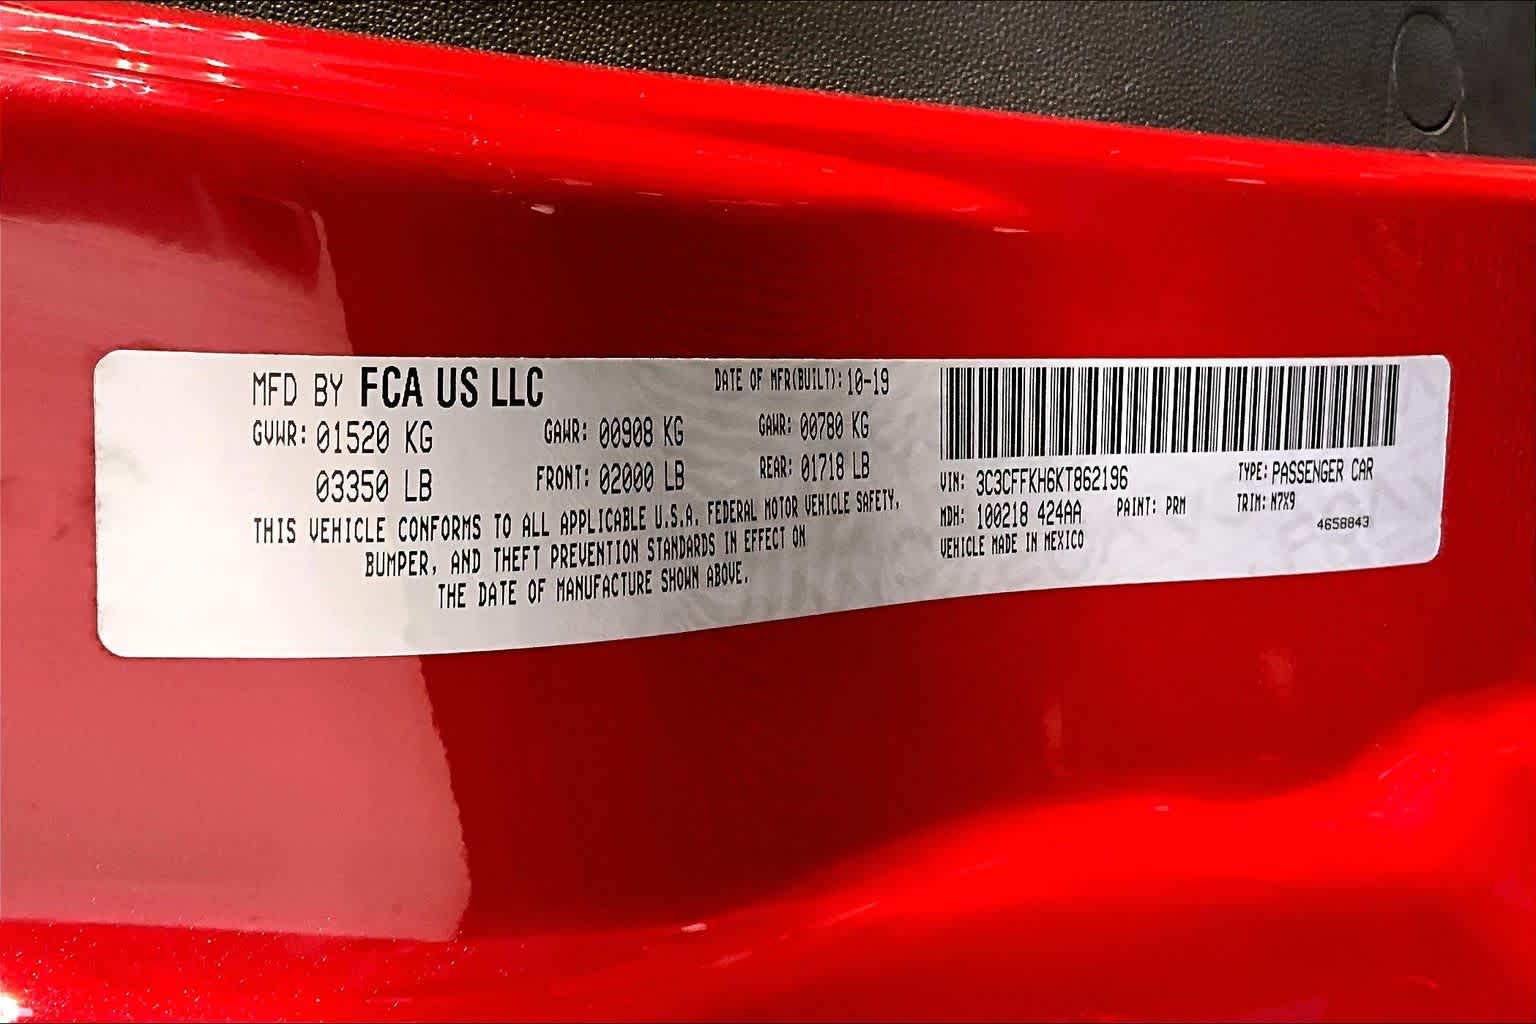 MFD BY FCA US LLC
DATE OF MFR(BUILT): 10-19
GVWR: 01520 KG
GAWR: 00908 KG
GAWR: 00780 KG
03350 LB
FRONT: 02000 LB
REAR: 01718 LB
THIS VEHICLE CONFORMS TO ALL APPLICABLE U.S.A. FEDERAL MOTOR VEHICLE SAFETY,
BUMPER, AND THEFT PREVENTION STANDARDS IN EFFECT ON
THE DATE OF MANUFACTURE SHOWN ABOVE.
VIN: 3C3CFFKH6KT862196
TYPE: PASSENGER CAR
MDH: 100218 424AA
PAINT: PRM
TRIM: N7X9
4658843
VEHICLE MADE IN MEXICO